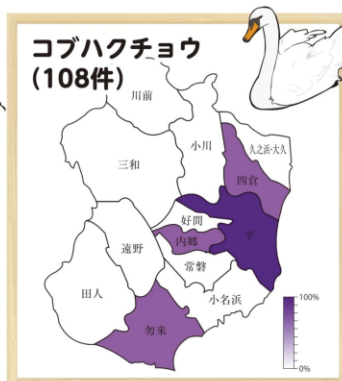 コブハクチョウ
(108件)
川前
小川
久之浜・大久
三和
四倉
好間
平
内郷
遠野
常磐
田人
小名浜
勿来
100%
0%